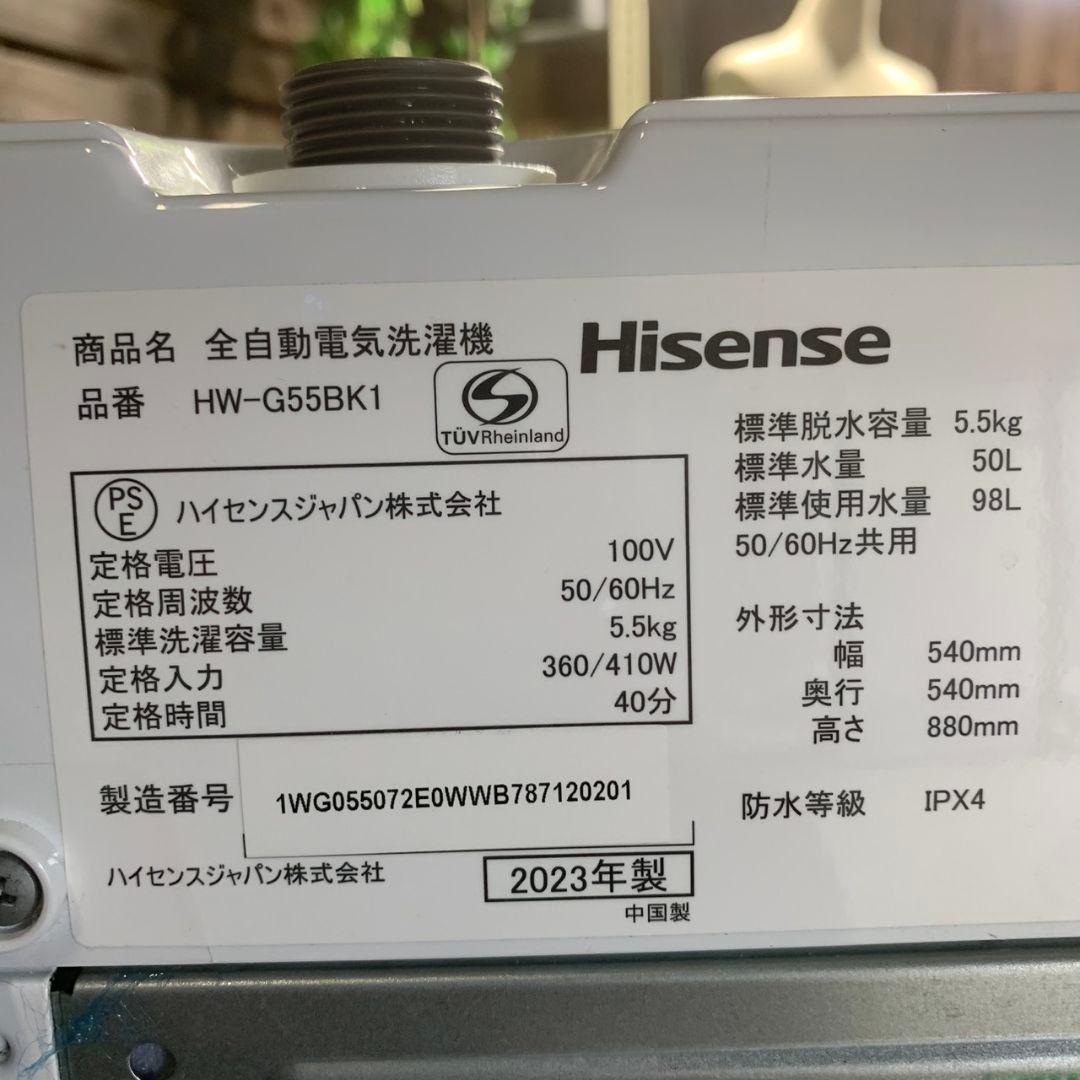 商品名 全自動電気洗濯機
Hisense
品番 HW-G55BK1
TÜVRheinland
PS
E
ハイセンスジャパン株式会社
定格電圧 100V
定格周波数 50/60Hz
標準洗濯容量 5.5kg
定格入力 360/410W
定格時間 40分
標準脱水容量 5.5kg
標準水量 50L
標準使用水量 98L
50/60Hz共用
外形寸法
幅 540mm
奥行 540mm
高さ 880mm
製造番号 1WG055072E0WWB787120201
防水等級 IPX4
ハイセンスジャパン株式会社
2023年製
中国製